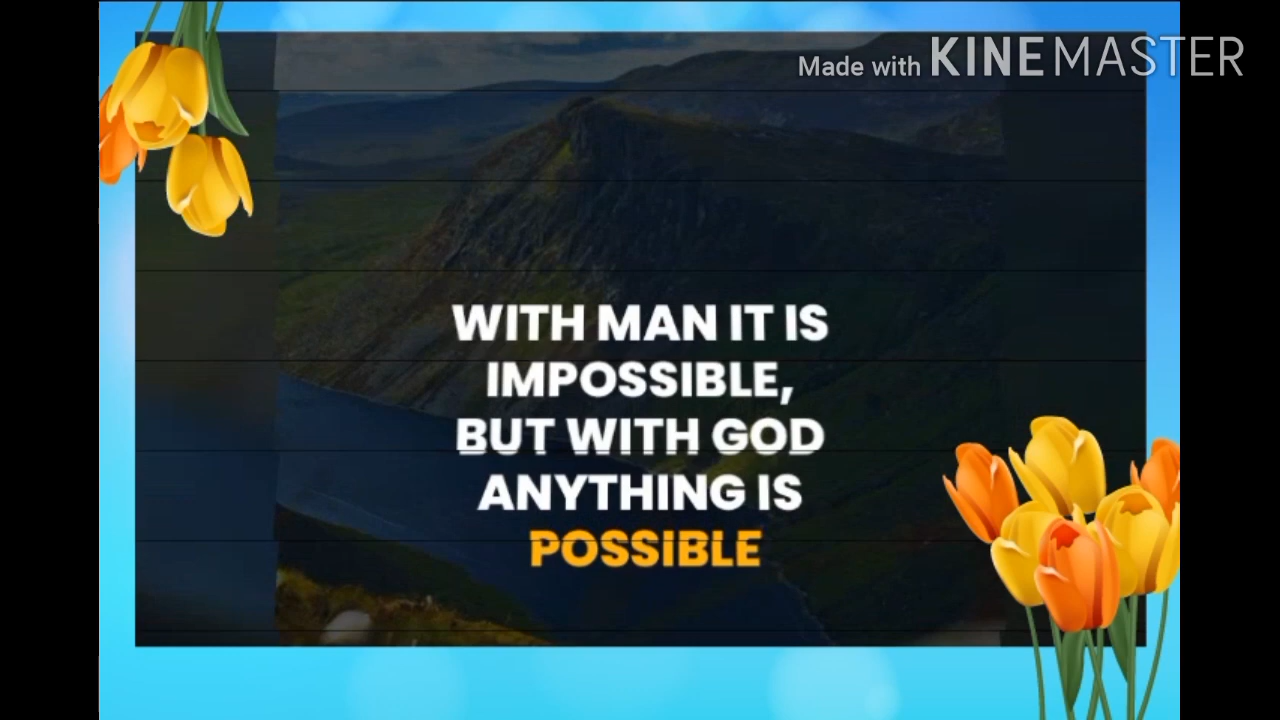 Made with KINEMASTER
WITH MAN IT IS
IMPOSSIBLE,
BUT WITH GOD
ANYTHING IS
POSSIBLE